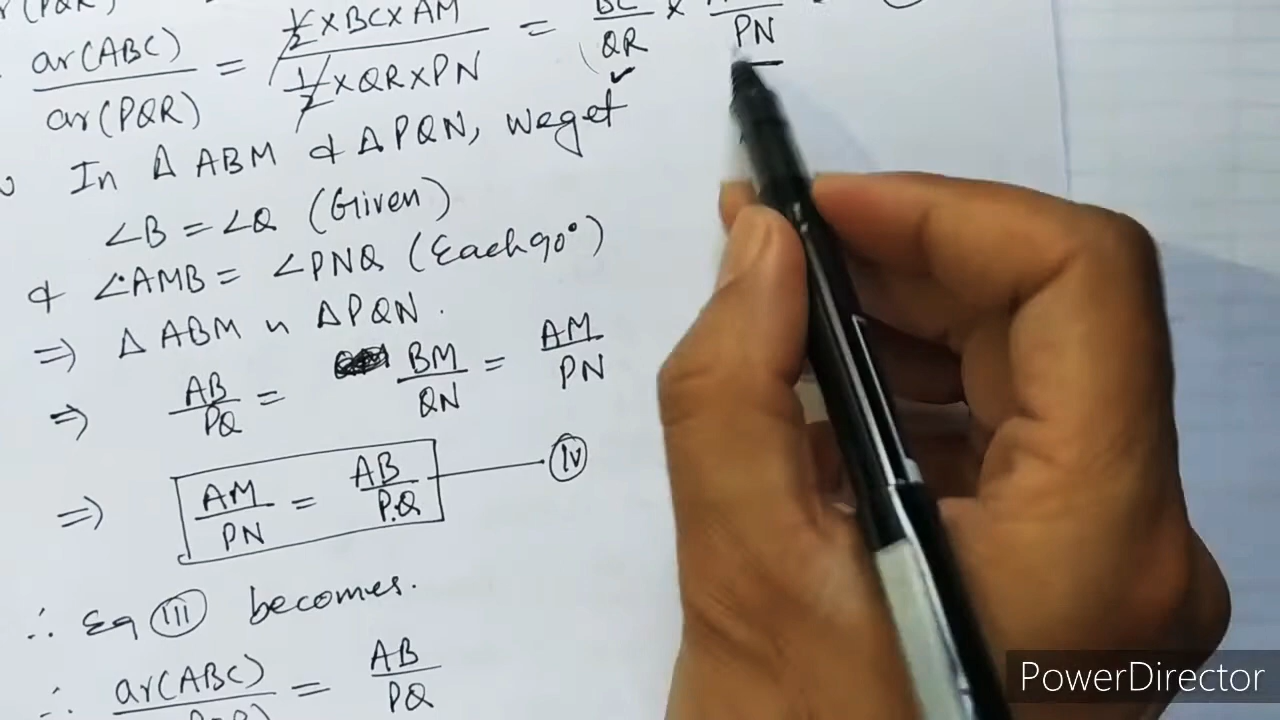 ar(ABC)/ar(PQR) = 1/2 × BC × AM / 1/2 × QR × PN = BC/QR × /PN
In Δ ABM & Δ PQN, we get
∠B = ∠Q (Given)
& ∠AMB = ∠PNQ (Each 90°)
⇒ Δ ABM ~ Δ PQN.
⇒ AB/PQ = BM/QN = AM/PN
⇒ AM/PN = AB/PQ — (IV)
∴ Eq (III) becomes.
∴ ar(ABC) = AB/PQ
PowerDirector